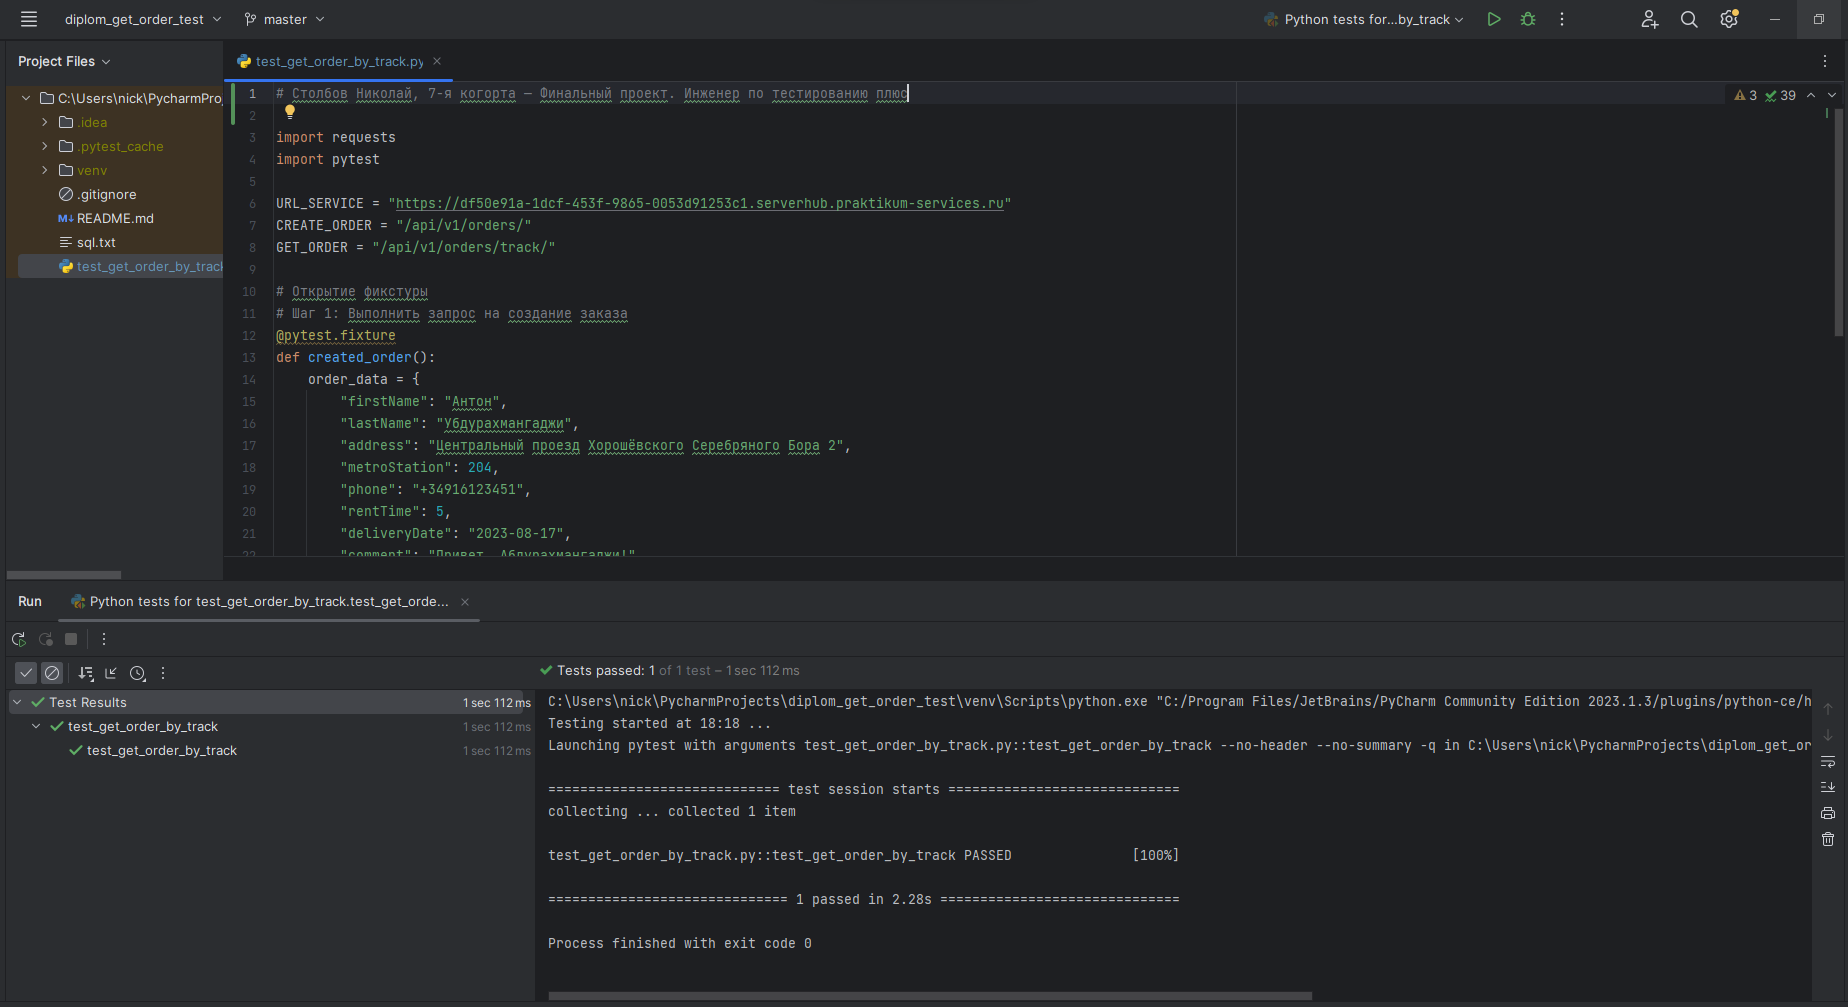 diplom_get_order_test master Python tests for...by_track
Project Files
test_get_order_by_track.py
C:\Users\nick\PycharmProj
.idea
.pytest_cache
venv
.gitignore
README.md
sql.txt
test_get_order_by_track
3 39
1 # Столбов Николай, 7-я когорта — Финальный проект. Инженер по тестированию плюс
2
3 import requests
4 import pytest
5
6 URL_SERVICE = "https://df50e91a-1dcf-453f-9865-0053d91253c1.serverhub.praktikum-services.ru"
7 CREATE_ORDER = "/api/v1/orders/"
8 GET_ORDER = "/api/v1/orders/track/"
9
10 # Открытие фикстуры
11 # Шаг 1: Выполнить запрос на создание заказа
12 @pytest.fixture
13 def created_order():
14 order_data = {
15 "firstName": "Антон",
16 "lastName": "Убдурахмангаджи",
17 "address": "Центральный проезд Хорошёвского Серебряного Бора 2",
18 "metroStation": 204,
19 "phone": "+34916123451",
20 "rentTime": 5,
21 "deliveryDate": "2023-08-17",
22 "comment": "Привет, Абдурахмангаджи!"
Run Python tests for test_get_order_by_track.test_get_orde...
Tests passed: 1 of 1 test – 1 sec 112 ms
Test Results 1 sec 112 ms
test_get_order_by_track 1 sec 112 ms
test_get_order_by_track 1 sec 112 ms
C:\Users\nick\PycharmProjects\diplom_get_order_test\venv\Scripts\python.exe "C:/Program Files/JetBrains/PyCharm Community Edition 2023.1.3/plugins/python-ce/h
Testing started at 18:18 ...
Launching pytest with arguments test_get_order_by_track.py::test_get_order_by_track --no-header --no-summary -q in C:\Users\nick\PycharmProjects\diplom_get_or
============================= test session starts =============================
collecting ... collected 1 item
test_get_order_by_track.py::test_get_order_by_track PASSED [100%]
============================== 1 passed in 2.28s ==============================
Process finished with exit code 0